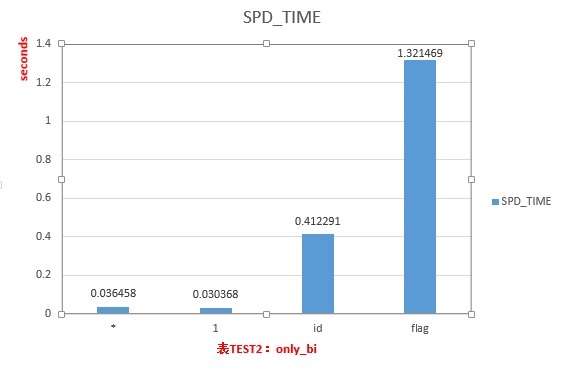 SPD_TIME
seconds
1.4
1.2
1
0.8
0.6
0.4
0.2
0
0.036458
0.030368
0.412291
1.321469
* 1 id flag
表TEST2：only_bi
SPD_TIME